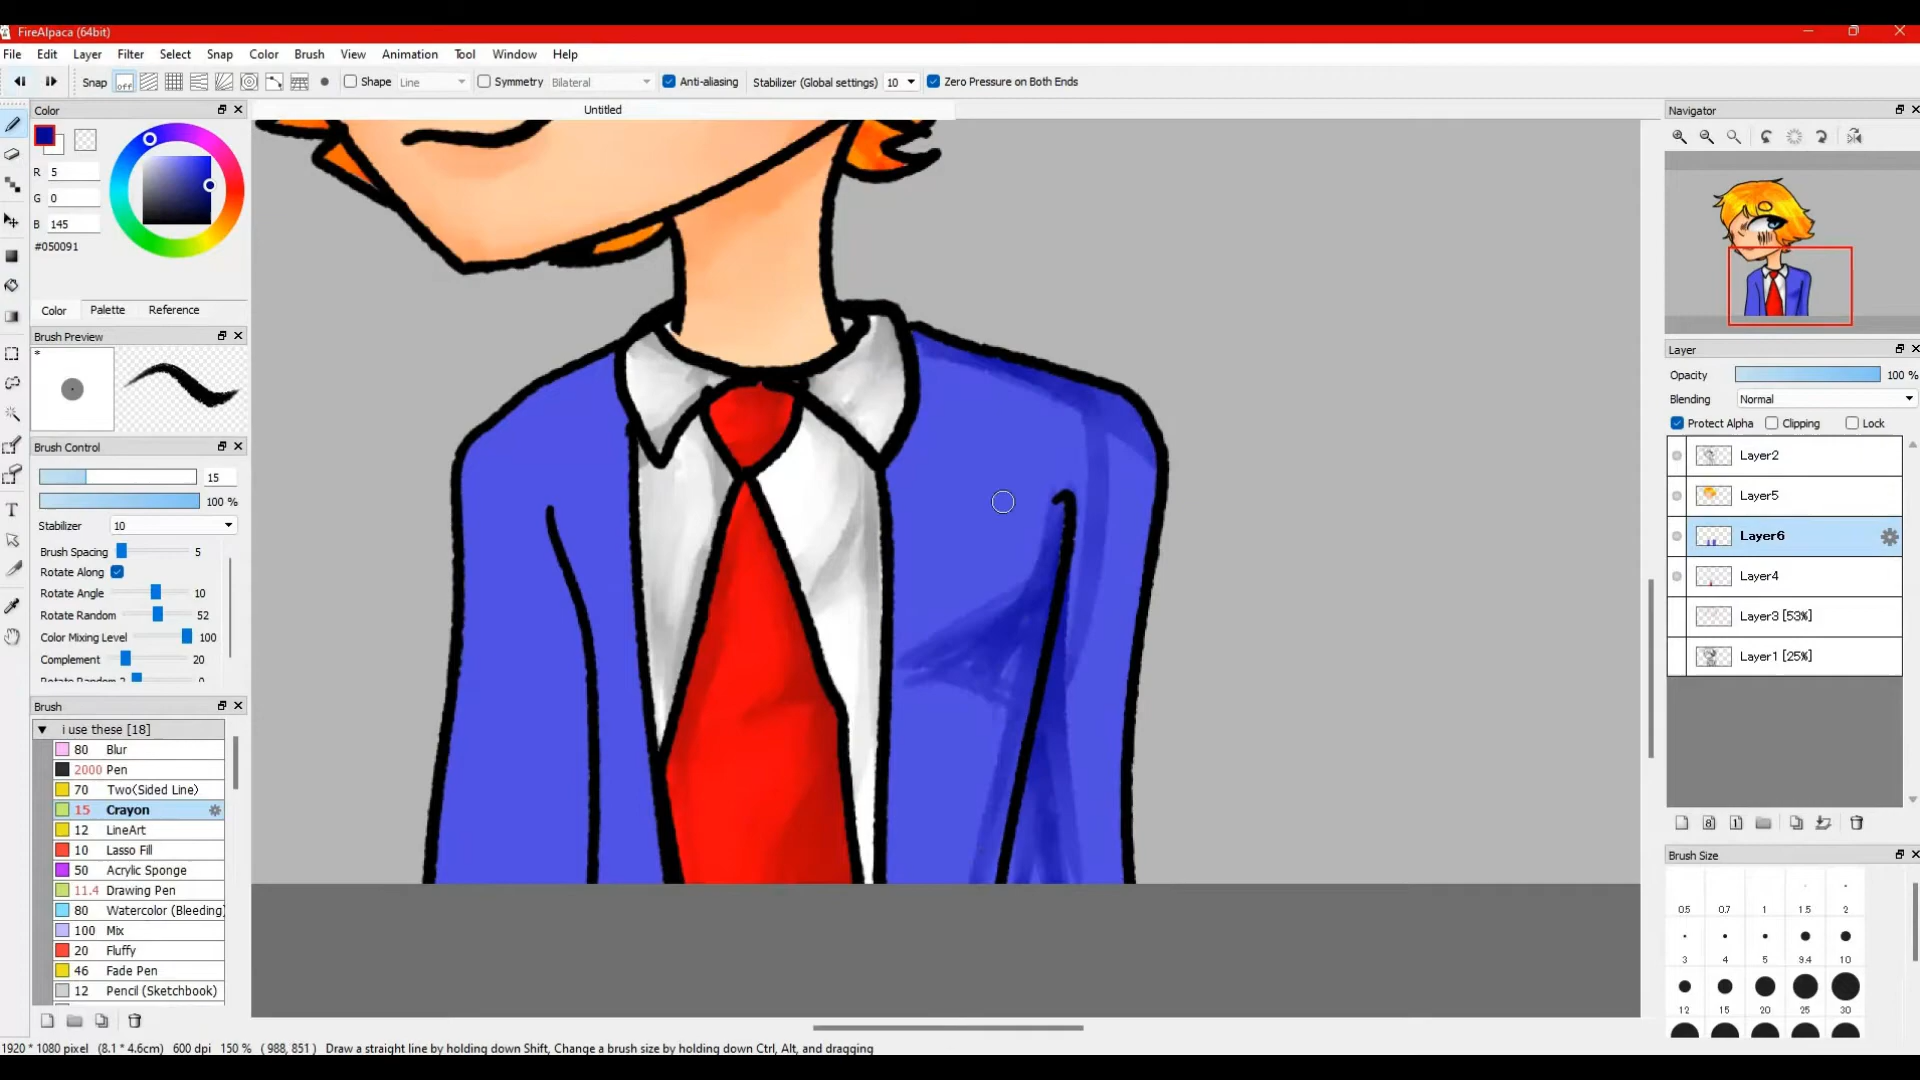 FireAlpaca (64bit)
File Edit Layer Filter Select Snap Color Brush View Animation Tool Window Help
Snap off Shape Line Symmetry Bilateral Anti-aliasing Stabilizer (Global settings) 10 Zero Pressure on Both Ends
Color
Untitled
Navigator
R 5
G 0
B 145
#050091
Color Palette Reference
Brush Preview
*
Brush Control
15
100 %
Stabilizer 10
Brush Spacing 5
Rotate Along
Rotate Angle 10
Rotate Random 52
Color Mixing Level 100
Complement 20
Rotate Random 2 0
Brush
i use these [18]
80 Blur
2000 Pen
70 Two(Sided Line)
15 Crayon
12 LineArt
10 Lasso Fill
50 Acrylic Sponge
11.4 Drawing Pen
80 Watercolor (Bleeding)
100 Mix
20 Fluffy
46 Fade Pen
12 Pencil (Sketchbook)
Layer
Opacity 100 %
Blending Normal
Protect Alpha Clipping Lock
Layer2
Layer5
Layer6
Layer4
Layer3 [53%]
Layer1 [25%]
8 1
Brush Size
0.5 0.7 1 1.5 2
3 4 5 9.4 10
12 15 20 25 30
1920 * 1080 pixel (8.1 * 4.6cm) 600 dpi 150 % ( 988, 851 ) Draw a straight line by holding down Shift, Change a brush size by holding down Ctrl, Alt, and dragging